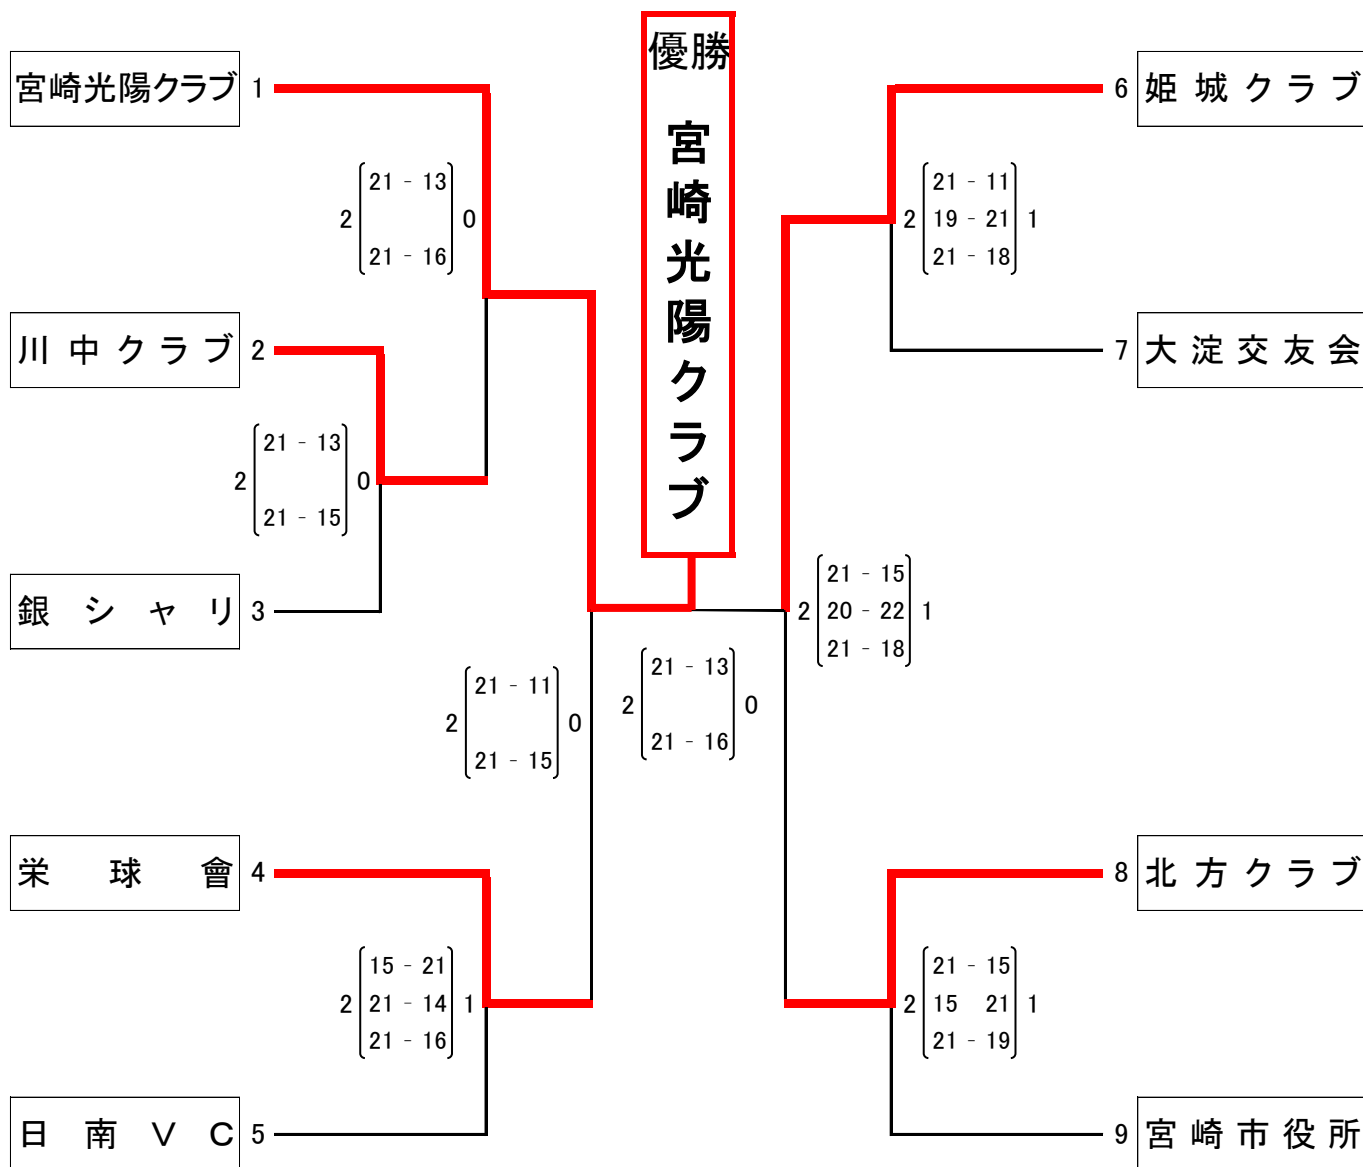 優勝
宮崎光陽クラブ
宮崎光陽クラブ 1
2 21 - 13 0
21 - 16
川中クラブ 2
2 21 - 13 0
21 - 15
銀シャリ 3
2 21 - 11 0
21 - 15
栄球會 4
15 - 21
2 21 - 14 1
21 - 16
日南VC 5
2 21 - 13 0
21 - 16
6 姫城クラブ
21 - 11
2 19 - 21 1
21 - 18
7 大淀交友会
21 - 15
2 20 - 22 1
21 - 18
8 北方クラブ
21 - 15
2 15 21 1
21 - 19
9 宮崎市役所